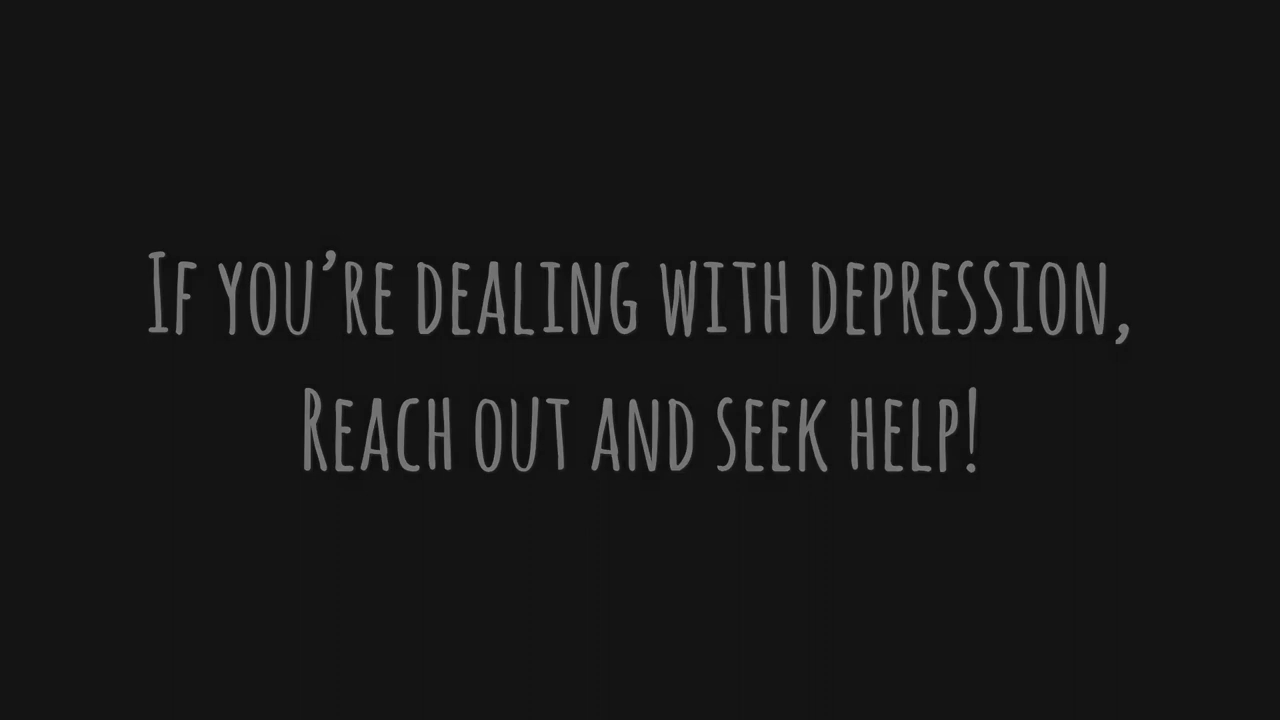 If you’re dealing with depression,
Reach out and seek help!